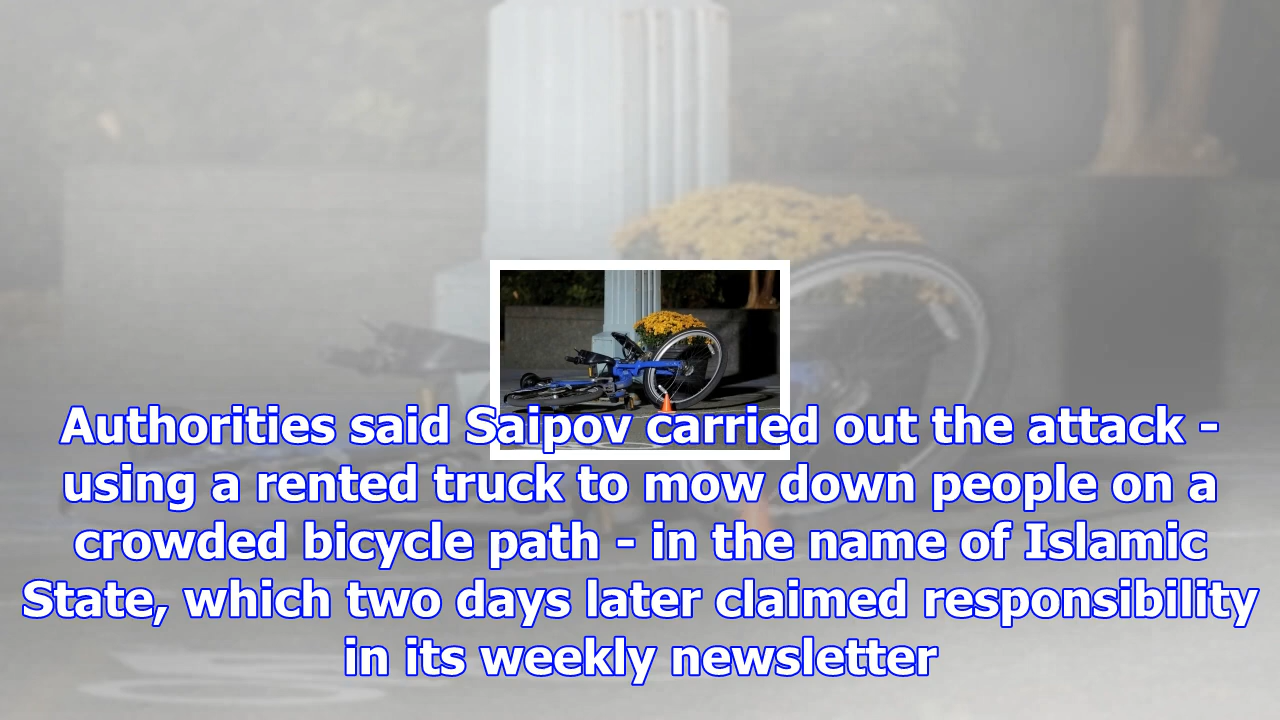 Authorities said Saipov carried out the attack -
using a rented truck to mow down people on a
crowded bicycle path - in the name of Islamic
State, which two days later claimed responsibility
in its weekly newsletter